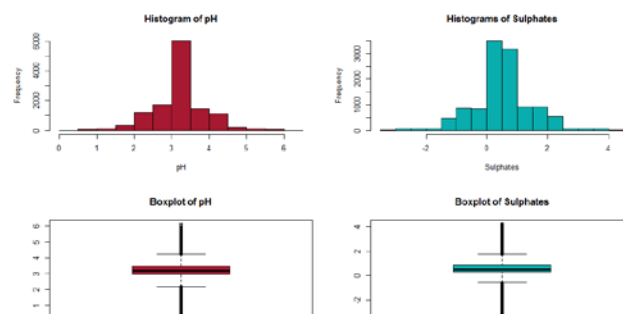 Histogram of pH
Frequency
0 2000 4000 6000
0 1 2 3 4 5 6
pH
Histograms of Sulphates
Frequency
0 1000 3000
-2 0 2 4
Sulphates
Boxplot of pH
1 2 3 4 5 6
Boxplot of Sulphates
-2 0 2 4